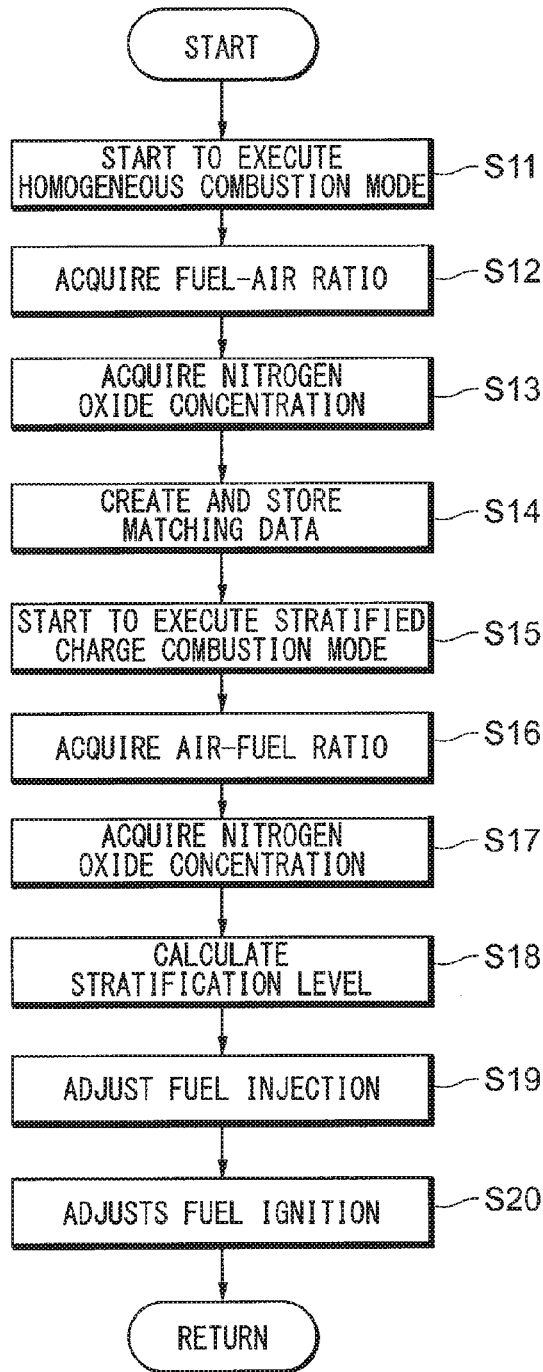 START
START TO EXECUTE
HOMOGENEOUS COMBUSTION MODE
S11
ACQUIRE FUEL-AIR RATIO
S12
ACQUIRE NITROGEN
OXIDE CONCENTRATION
S13
CREATE AND STORE
MATCHING DATA
S14
START TO EXECUTE STRATIFIED
CHARGE COMBUSTION MODE
S15
ACQUIRE AIR-FUEL RATIO
S16
ACQUIRE NITROGEN
OXIDE CONCENTRATION
S17
CALCULATE
STRATIFICATION LEVEL
S18
ADJUST FUEL INJECTION
S19
ADJUSTS FUEL IGNITION
S20
RETURN